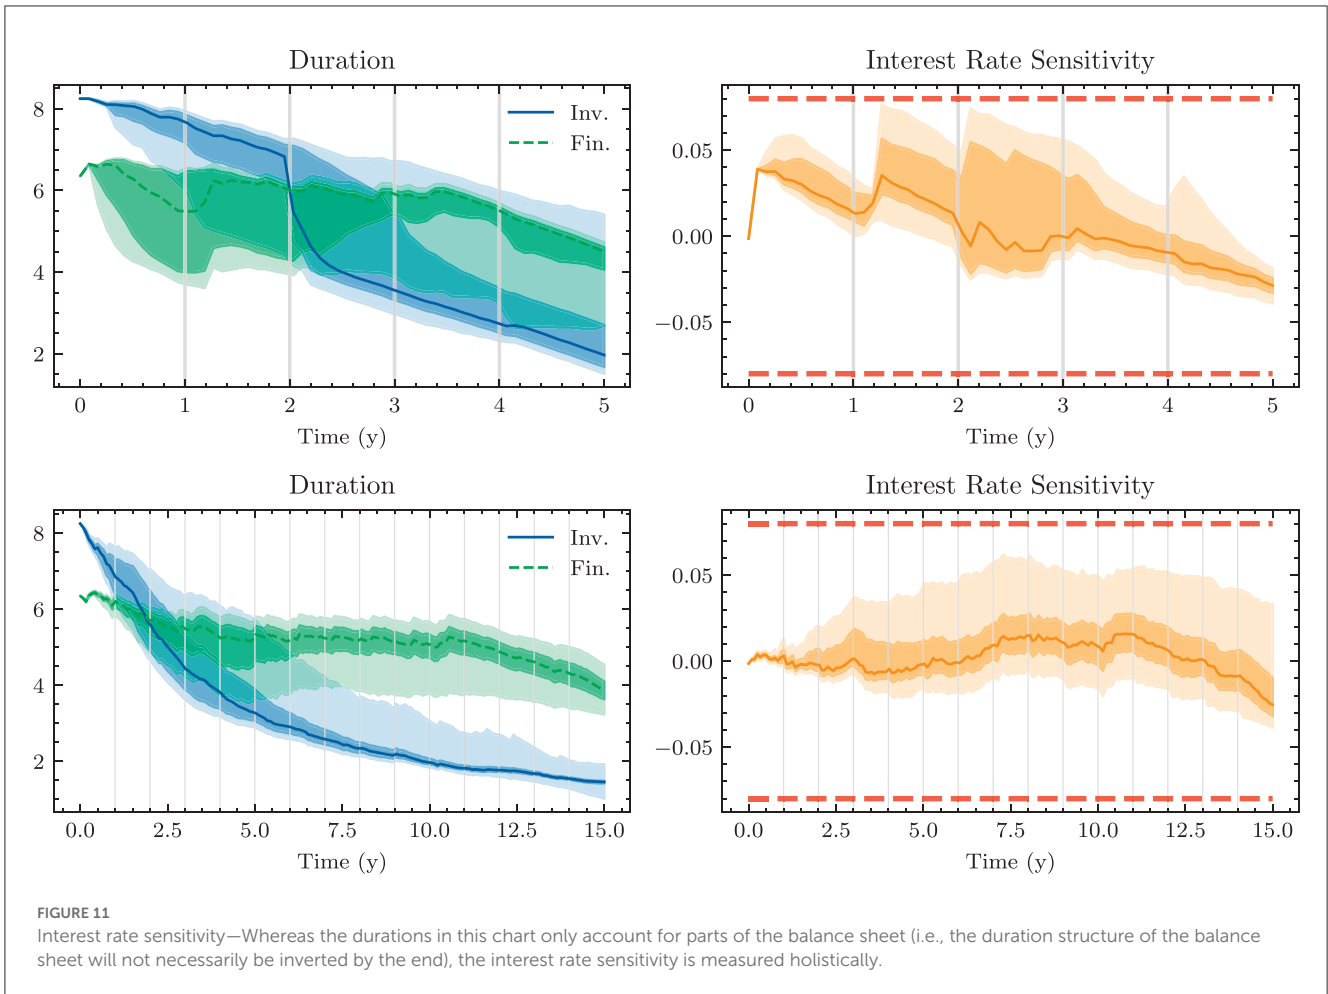 Duration
Inv.
Fin.
8
6
4
2
0 1 2 3 4 5
Time (y)
Interest Rate Sensitivity
0.05
0.00
−0.05
0 1 2 3 4 5
Time (y)
Duration
Inv.
Fin.
8
6
4
2
0.0 2.5 5.0 7.5 10.0 12.5 15.0
Time (y)
Interest Rate Sensitivity
0.05
0.00
−0.05
0.0 2.5 5.0 7.5 10.0 12.5 15.0
Time (y)
FIGURE 11
Interest rate sensitivity—Whereas the durations in this chart only account for parts of the balance sheet (i.e., the duration structure of the balance
sheet will not necessarily be inverted by the end), the interest rate sensitivity is measured holistically.